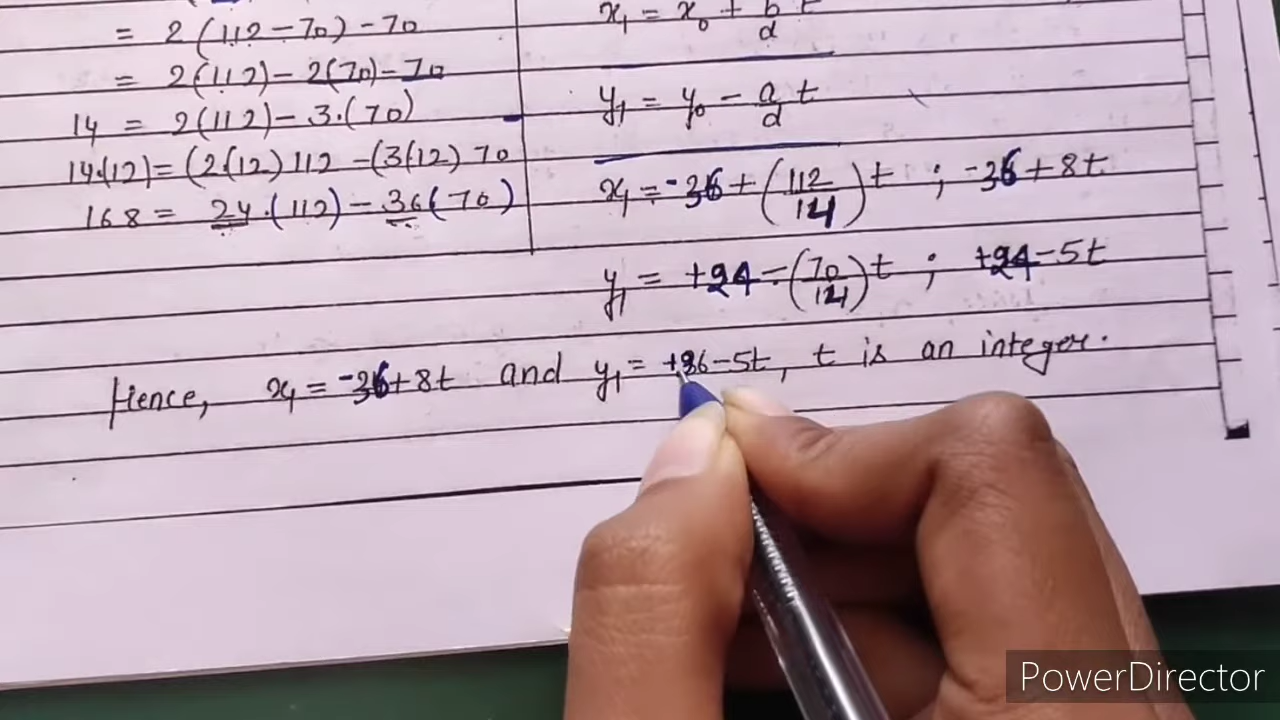 = 2(112-70)-70
= 2(112)-2(70)-70
14 = 2(112)-3.(70)
14.(12)=(2(12)112-(3(12)70
168 = 24.(112)-36(70)
x₁ = x₀ + b/d t
y₁ = y₀ - a/d t
x₁ = -36+(112/14)t ; -36+8t
y₁ = +24-(70/14)t ; +24-5t
Hence, x₁ = -36+8t and y₁ = +36-5t, t is an integer.
PowerDirector